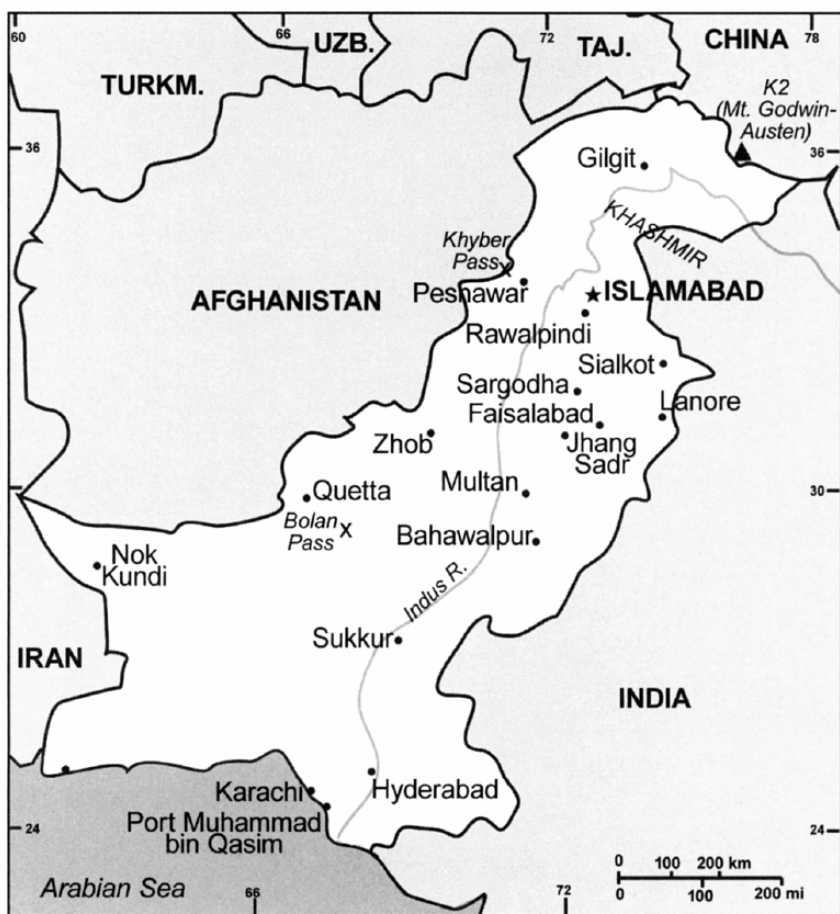 60
66
72
78
UZB.
TAJ.
CHINA
TURKM.
K2
(Mt. Godwin-
Austen)
36
36
Gilgit
KHASHMIR
Khyber
Pass
x
AFGHANISTAN
Peshawar
ISLAMABAD
Rawalpindi
Sialkot
Sargodha
Lanore
Faisalabad
Zhob
Jhang
Sadr
Multan
30
Quetta
Bolan
Pass
x
Bahawalpur
Nok
Kundi
Indus R.
Sukkur
IRAN
INDIA
Karachi
Hyderabad
Port Muhammad
bin Qasim
24
24
0 100 200 km
0 100 200 mi
Arabian Sea
66
72